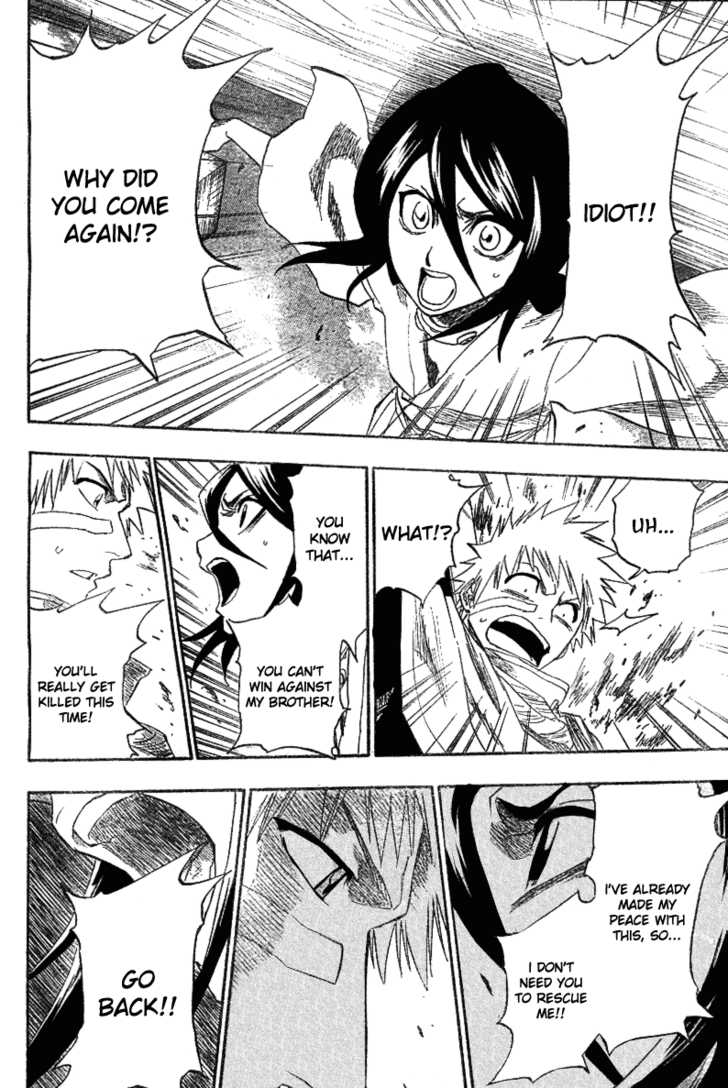 IDIOT!!
WHY DID
YOU COME
AGAIN!?
UH...
WHAT!?
YOU
KNOW
THAT...
YOU CAN'T
WIN AGAINST
MY BROTHER!
YOU'LL
REALLY GET
KILLED THIS
TIME!
I'VE ALREADY
MADE MY
PEACE WITH
THIS, SO...
I DON'T
NEED YOU
TO RESCUE
ME!!
GO
BACK!!